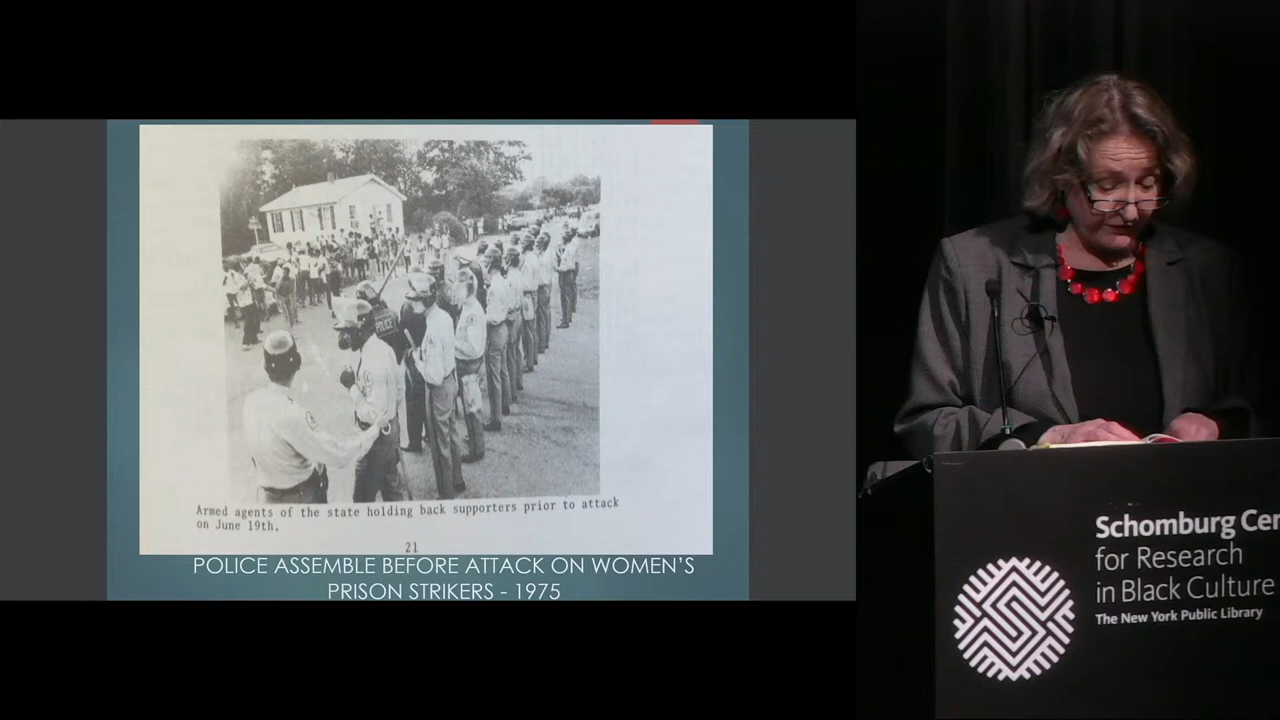 POLICE
Armed agents of the state holding back supporters prior to attack
on June 19th.
21
POLICE ASSEMBLE BEFORE ATTACK ON WOMEN'S
PRISON STRIKERS - 1975
Schomburg Cen
for Research
in Black Culture
The New York Public Library